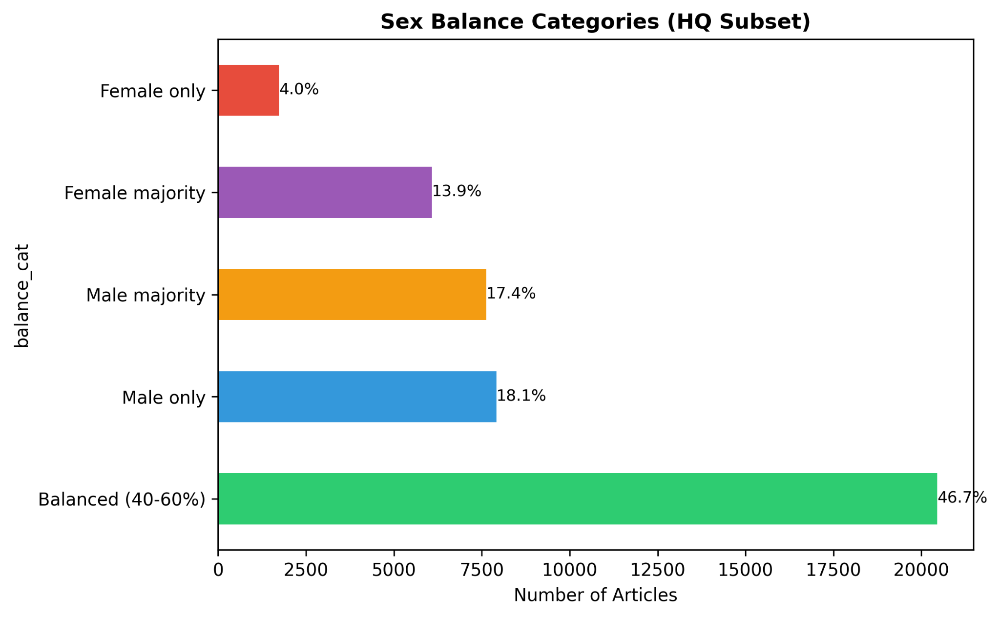 Sex Balance Categories (HQ Subset)
Female only
4.0%
Female majority
13.9%
balance_cat
Male majority
17.4%
Male only
18.1%
Balanced (40-60%)
46.7%
0 2500 5000 7500 10000 12500 15000 17500 20000
Number of Articles